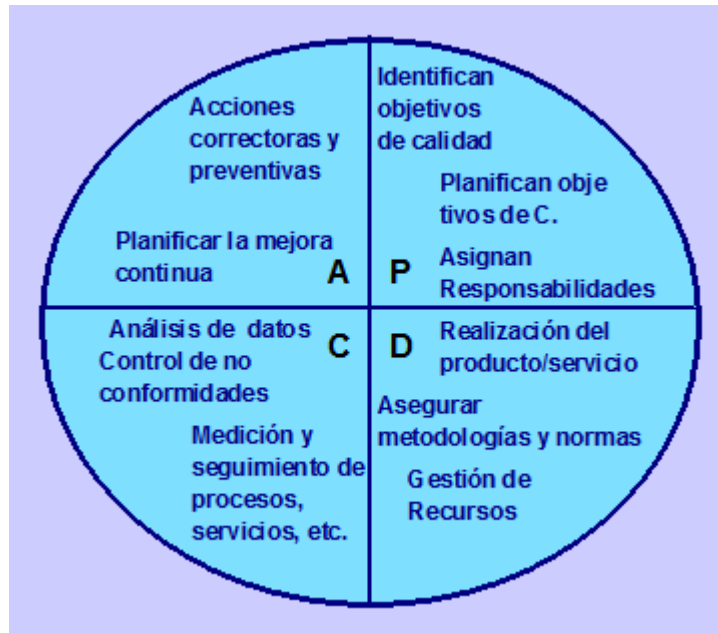 Acciones
correctoras y
preventivas
Planificar la mejora
continua
A
Identifican
objetivos
de calidad
Planifican obje
tivos de C.
P
Asignan
Responsabilidades
Análisis de datos
C
Control de no
conformidades
Medición y
seguimiento de
procesos,
servicios, etc.
D
Realización del
producto/servicio
Asegurar
metodologías y normas
Gestión de
Recursos